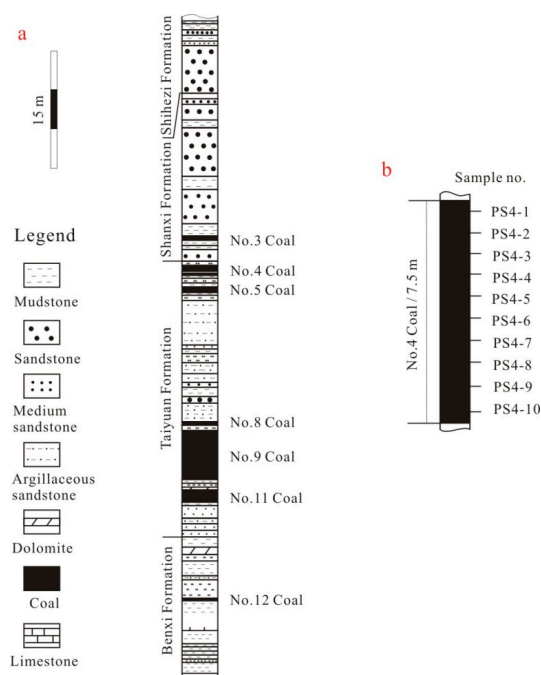 a
15 m
Shihezi Formation
Shanxi Formation
Taiyuan Formation
Benxi Formation
No.3 Coal
No.4 Coal
No.5 Coal
No.8 Coal
No.9 Coal
No.11 Coal
No.12 Coal
Legend
Mudstone
Sandstone
Medium
sandstone
Argillaceous
sandstone
Dolomite
Coal
Limestone
b
Sample no.
No.4 Coal / 7.5 m
PS4-1
PS4-2
PS4-3
PS4-4
PS4-5
PS4-6
PS4-7
PS4-8
PS4-9
PS4-10